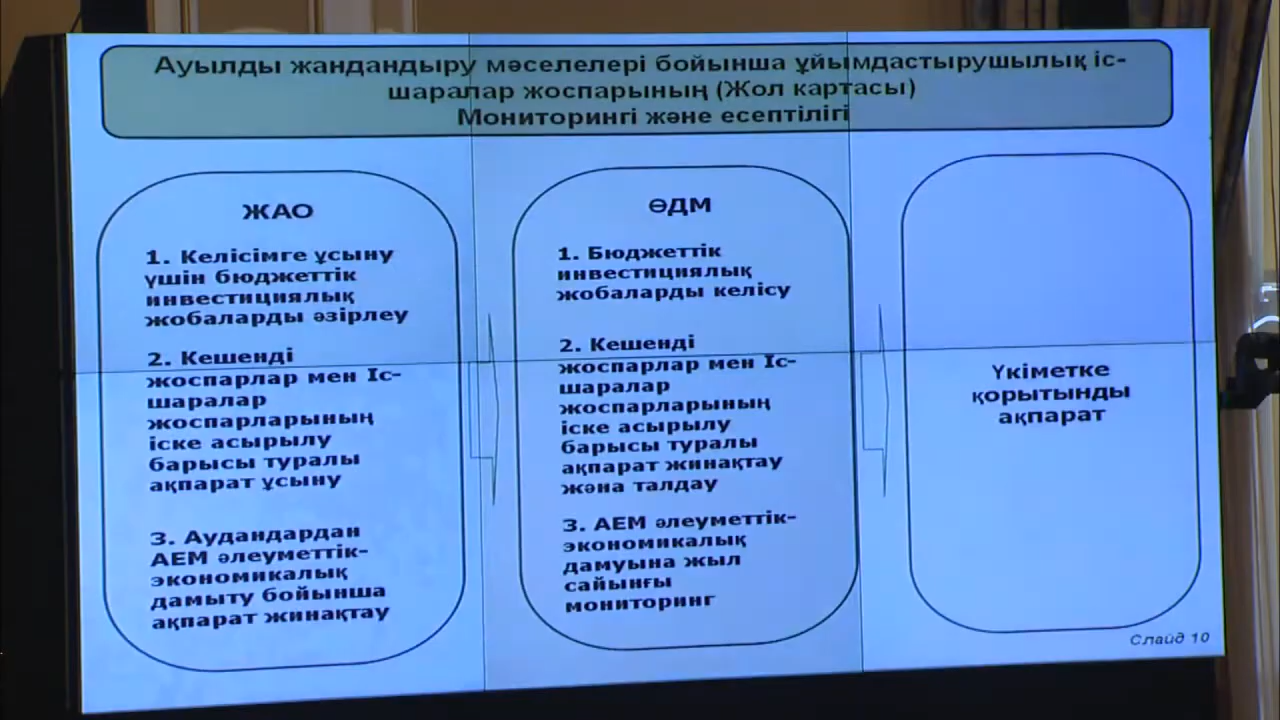 Ауылды жандандыру мәселелері бойынша ұйымдастырушылық іс-
шаралар жоспарының (Жол картасы)
Мониторингі және есептілігі
ЖАО
1. Келісімге ұсыну
үшін бюджеттік
инвестициялық
жобаларды әзірлеу
2. Кешенді
жоспарлар мен Іс-
шаралар
жоспарларының
іске асырылу
барысы туралы
ақпарат ұсыну
3. Аудандардан
АЕМ әлеуметтік-
экономикалық
дамыту бойынша
ақпарат жинақтау
ӨДМ
1. Бюджеттік
инвестициялық
жобаларды келісу
2. Кешенді
жоспарлар мен Іс-
шаралар
жоспарларының
іске асырылу
барысы туралы
ақпарат жинақтау
жәна талдау
3. АЕМ әлеуметтік-
экономикалық
дамуына жыл
сайынғы
мониторинг
Үкіметке
қорытынды
ақпарат
Слайд 10